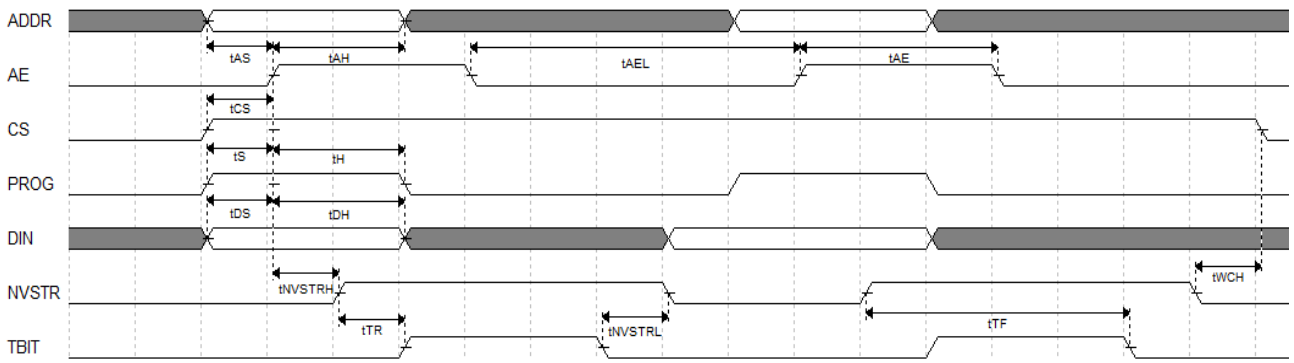 ADDR
tAS
tAH
tAEL
tAE
AE
tCS
CS
tS
tH
PROG
tDS
tDH
DIN
tNVSTRH
tWCH
NVSTR
tTR
tNVSTRL
tTF
TBIT